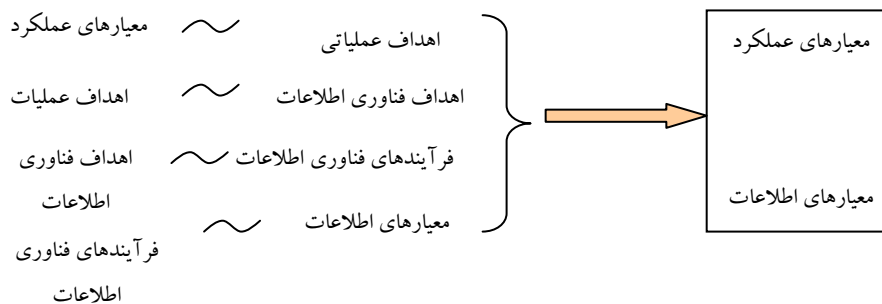 معیارهای عملکرد
اهداف عملیاتی
معیارهای عملکرد
اهداف عملیات
اهداف فناوری اطلاعات
اهداف فناوری
اطلاعات
فرآیندهای فناوری اطلاعات
معیارهای اطلاعات
فرآیندهای فناوری
اطلاعات
معیارهای اطلاعات